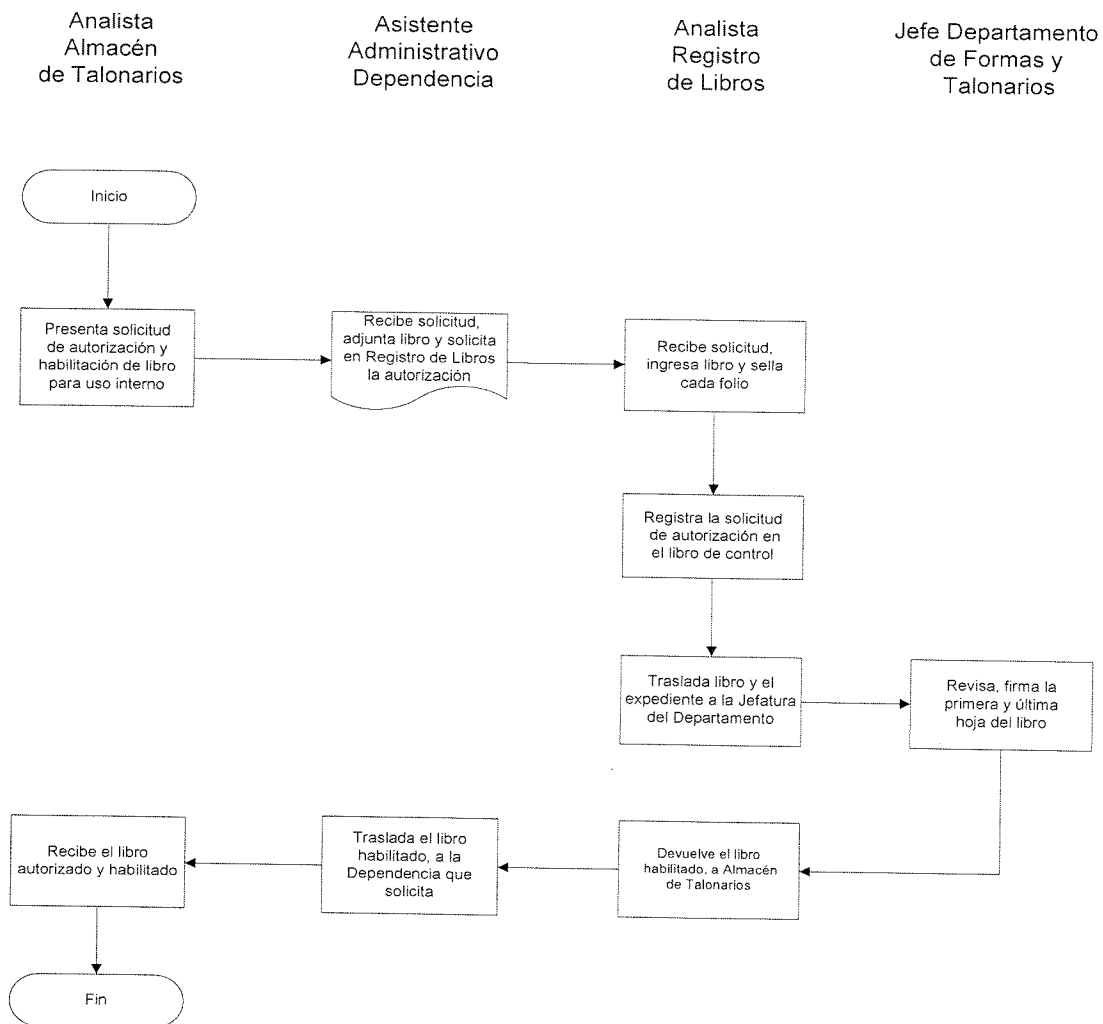 Analista
Almacén
de Talonarios
Asistente
Administrativo
Dependencia
Analista
Registro
de Libros
Jefe Departamento
de Formas y
Talonarios
Inicio
Presenta solicitud
de autorización y
habilitación de libro
para uso interno
Recibe solicitud,
adjunta libro y solicita
en Registro de Libros
la autorización
Recibe solicitud,
ingresa libro y sella
cada folio
Registra la solicitud
de autorización en
el libro de control
Traslada libro y el
expediente a la Jefatura
del Departamento
Revisa, firma la
primera y última
hoja del libro
Devuelve el libro
habilitado, a Almacén
de Talonarios
Traslada el libro
habilitado, a la
Dependencia que
solicita
Recibe el libro
autorizado y habilitado
Fin